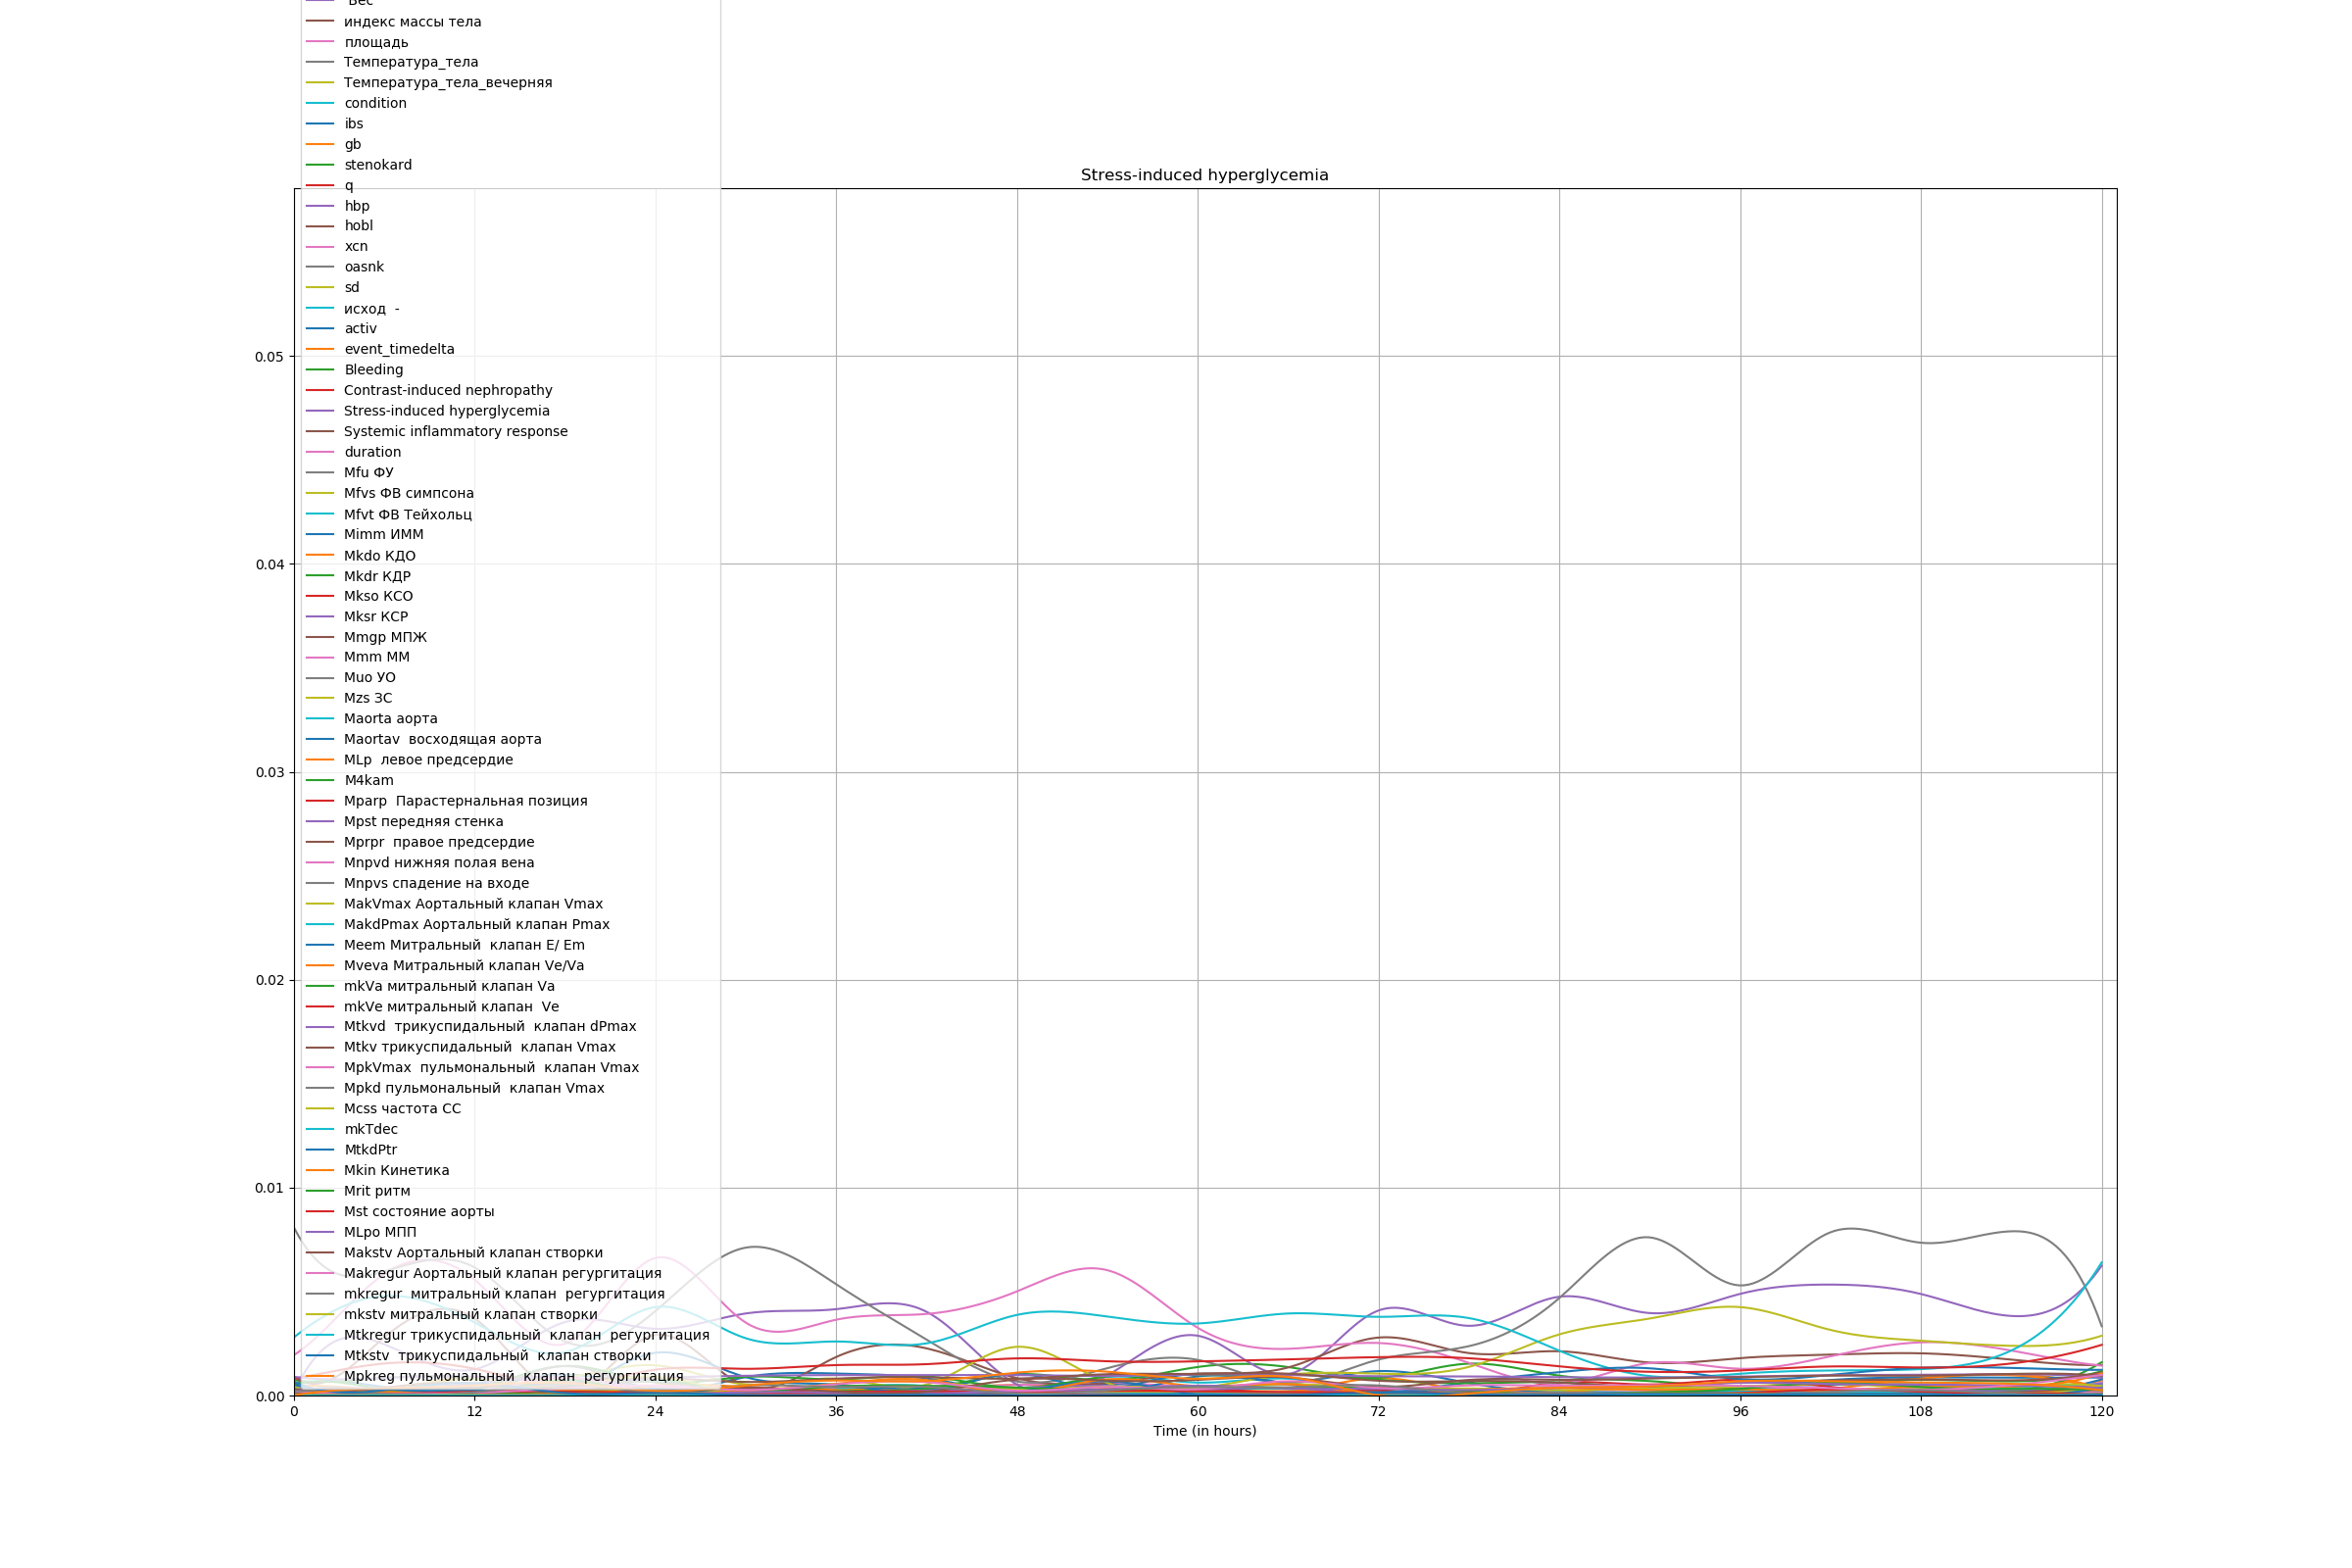 Вес
индекс массы тела
площадь
Температура_тела
Температура_тела_вечерняя
condition
ibs
gb
stenokard
q
hbp
hobl
xcn
oasnk
sd
исход  -
activ
event_timedelta
Bleeding
Contrast-induced nephropathy
Stress-induced hyperglycemia
Systemic inflammatory response
duration
Mfu ФУ
Mfvs ФВ симпсона
Mfvt ФВ Тейхольц
Mimm ИММ
Mkdo КДО
Mkdr КДР
Mkso КСО
Mksr КСР
Mmgp МПЖ
Mmm ММ
Muo УО
Mzs ЗС
Maorta аорта
Maortav  восходящая аорта
MLp  левое предсердие
M4kam
Mparp  Парастернальная позиция
Mpst передняя стенка
Mprpr  правое предсердие
Mnpvd нижняя полая вена
Mnpvs спадение на входе
MakVmax Аортальный клапан Vmax
MakdPmax Аортальный клапан Pmax
Meem Митральный  клапан E/ Em
Mveva Митральный клапан Ve/Va
mkVa митральный клапан Va
mkVe митральный клапан  Ve
Mtkvd  трикуспидальный  клапан dPmax
Mtkv трикуспидальный  клапан Vmax
MpkVmax  пульмональный  клапан Vmax
Mpkd пульмональный  клапан Vmax
Mcss частота СС
mkTdec
MtkdPtr
Mkin Кинетика
Mrit ритм
Mst состояние аорты
MLpo МПП
Makstv Аортальный клапан створки
Makregur Аортальный клапан регургитация
mkregur  митральный клапан  регургитация
mkstv митральный клапан створки
Mtkregur трикуспидальный  клапан  регургитация
Mtkstv  трикуспидальный  клапан створки
Mpkreg пульмональный  клапан  регургитация
Stress-induced hyperglycemia
0.05
0.04
0.03
0.02
0.01
0.00
0 12 24 36 48 60 72 84 96 108 120
Time (in hours)